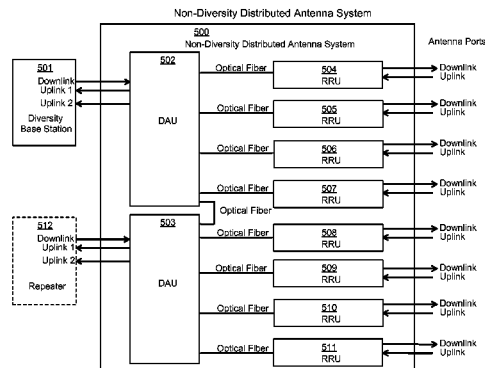 Non-Diversity Distributed Antenna System
500
Non-Diversity Distributed Antenna System
Antenna Ports
501
Downlink
Uplink 1
Uplink 2
Diversity
Base Station
502
DAU
Optical Fiber
504
RRU
Downlink
Uplink
Optical Fiber
505
RRU
Downlink
Uplink
Optical Fiber
506
RRU
Downlink
Uplink
Optical Fiber
507
RRU
Downlink
Uplink
Optical Fiber
512
Downlink
Uplink 1
Uplink 2
Repeater
503
DAU
Optical Fiber
508
RRU
Downlink
Uplink
Optical Fiber
509
RRU
Downlink
Uplink
Optical Fiber
510
RRU
Downlink
Uplink
Optical Fiber
511
RRU
Downlink
Uplink